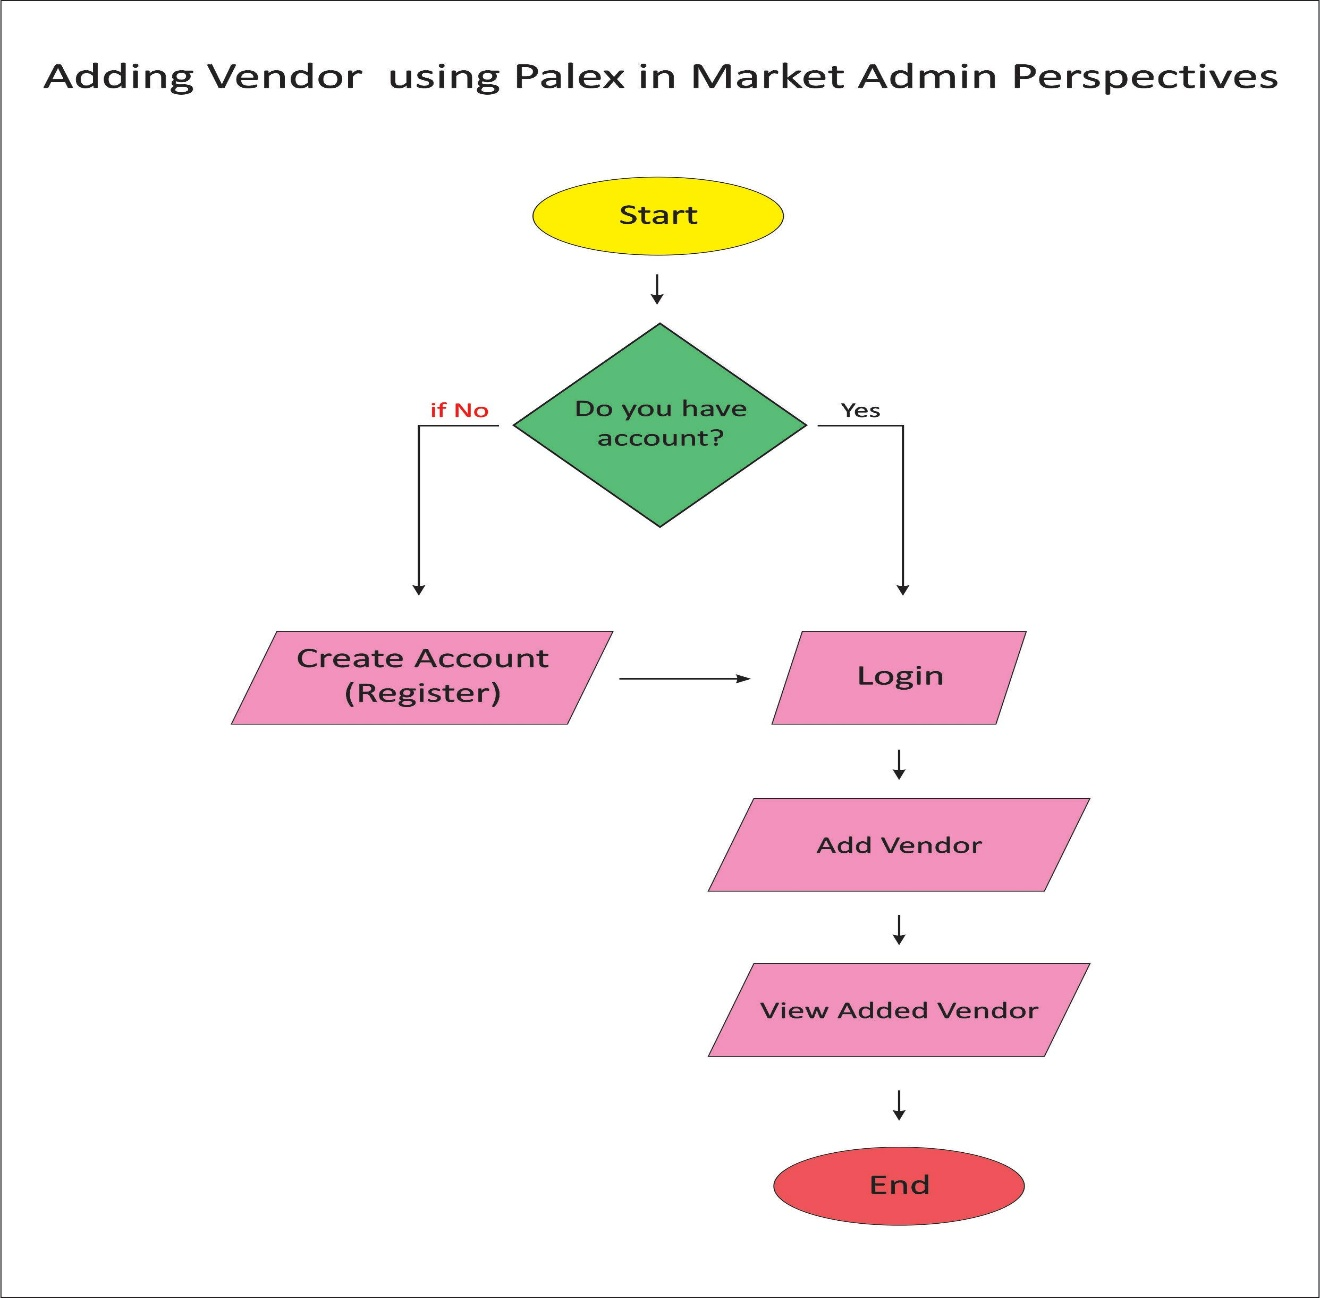 Adding Vendor  using Palex in Market Admin Perspectives
Start
Do you have
account?
if No
Yes
Create Account
(Register)
Login
Add Vendor
View Added Vendor
End